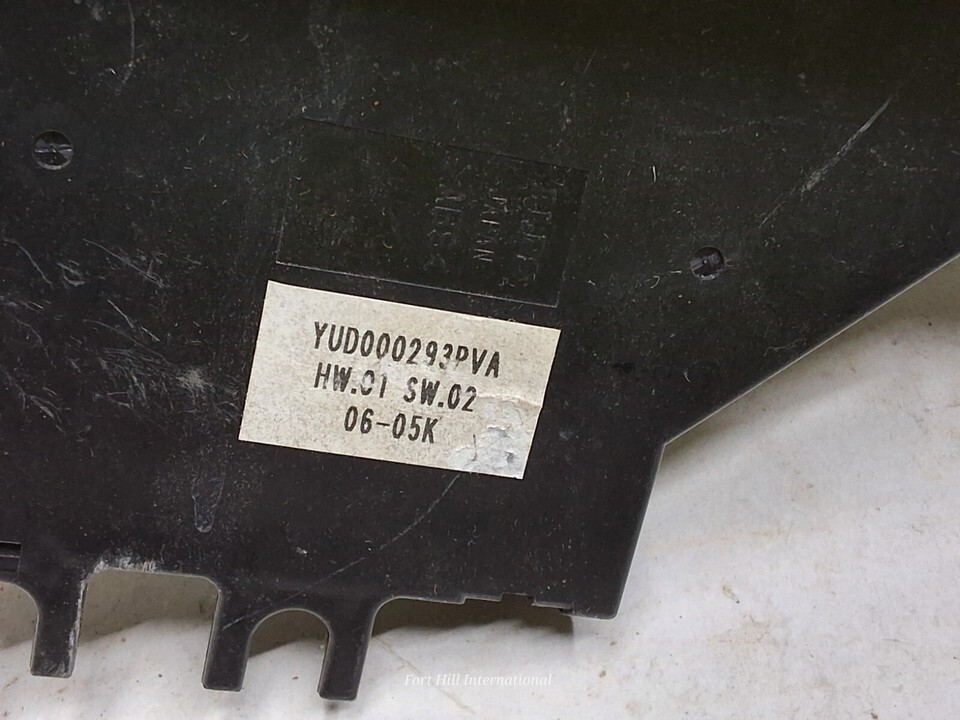 YUD000293PVA
HW.01 SW.02
06-05K
Fort Hill International